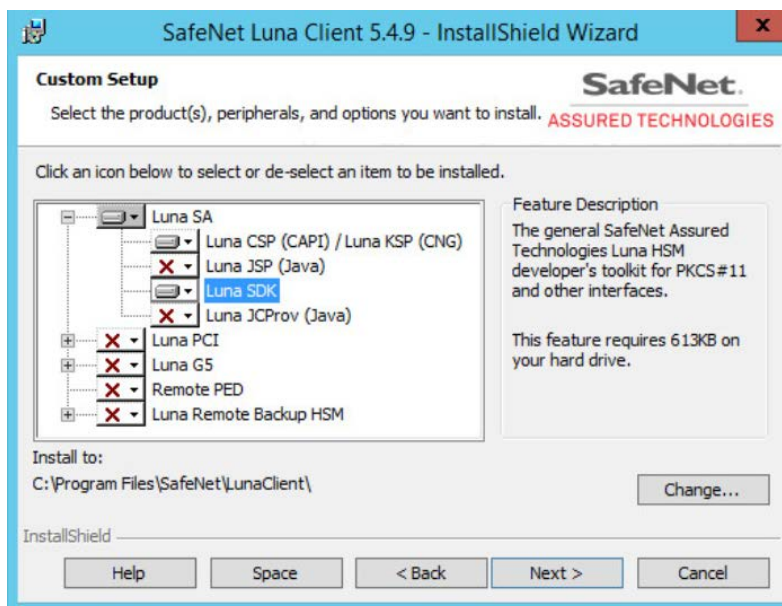 SafeNet Luna Client 5.4.9 - InstallShield Wizard
x
Custom Setup
Select the product(s), peripherals, and options you want to install.
SafeNet.
ASSURED TECHNOLOGIES
Click an icon below to select or de-select an item to be installed.
Luna SA
Luna CSP (CAPI) / Luna KSP (CNG)
Luna JSP (Java)
Luna SDK
Luna JCProv (Java)
Luna PCI
Luna G5
Remote PED
Luna Remote Backup HSM
Feature Description
The general SafeNet Assured
Technologies Luna HSM
developer's toolkit for PKCS#11
and other interfaces.
This feature requires 613KB on
your hard drive.
Install to:
C:\Program Files\SafeNet\LunaClient\
Change...
InstallShield
Help
Space
< Back
Next >
Cancel